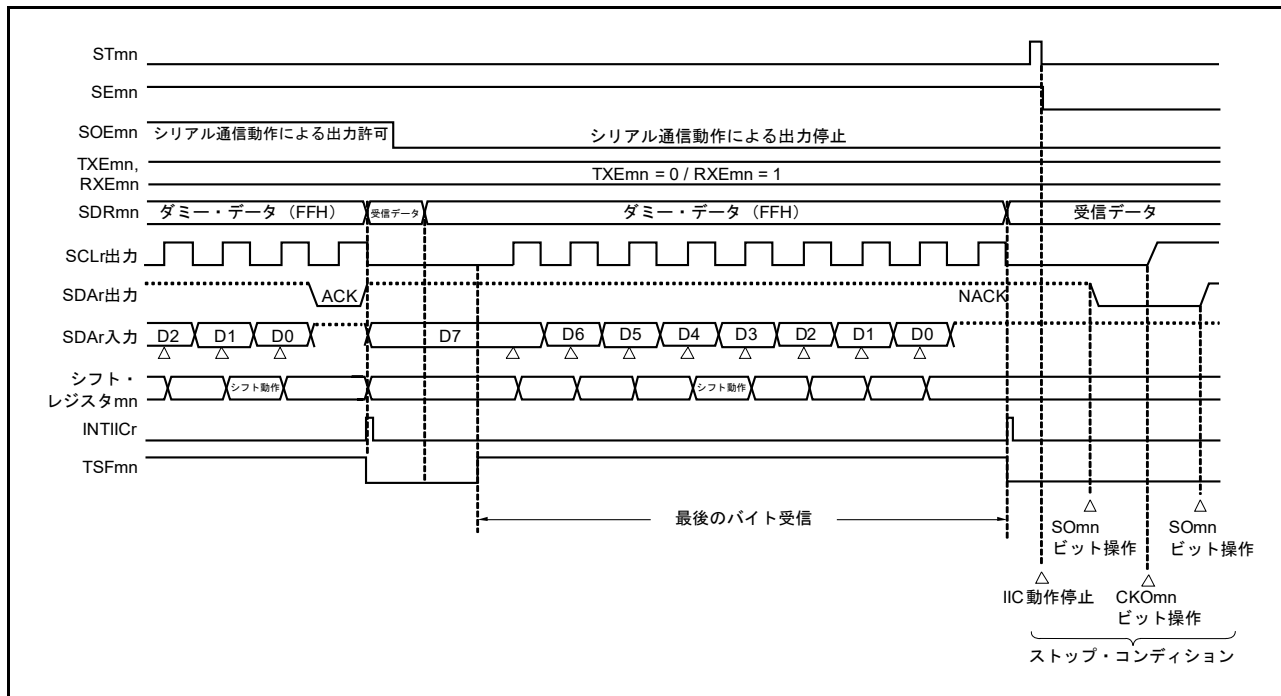 STmn
SEmn
SOEmn
シリアル通信動作による出力許可
シリアル通信動作による出力停止
TXEmn,
RXEmn
TXEmn = 0 / RXEmn = 1
SDRmn
ダミー・データ (FFH)
受信データ
ダミー・データ (FFH)
受信データ
SCLr出力
SDAr出力
ACK
NACK
SDAr入力
D2
D1
D0
D7
D6
D5
D4
D3
D2
D1
D0
シフト・
レジスタmn
シフト動作
シフト動作
INTIICr
TSFmn
最後のバイト受信
SOmn
ビット操作
SOmn
ビット操作
IIC動作停止
CKOmn
ビット操作
ストップ・コンディション